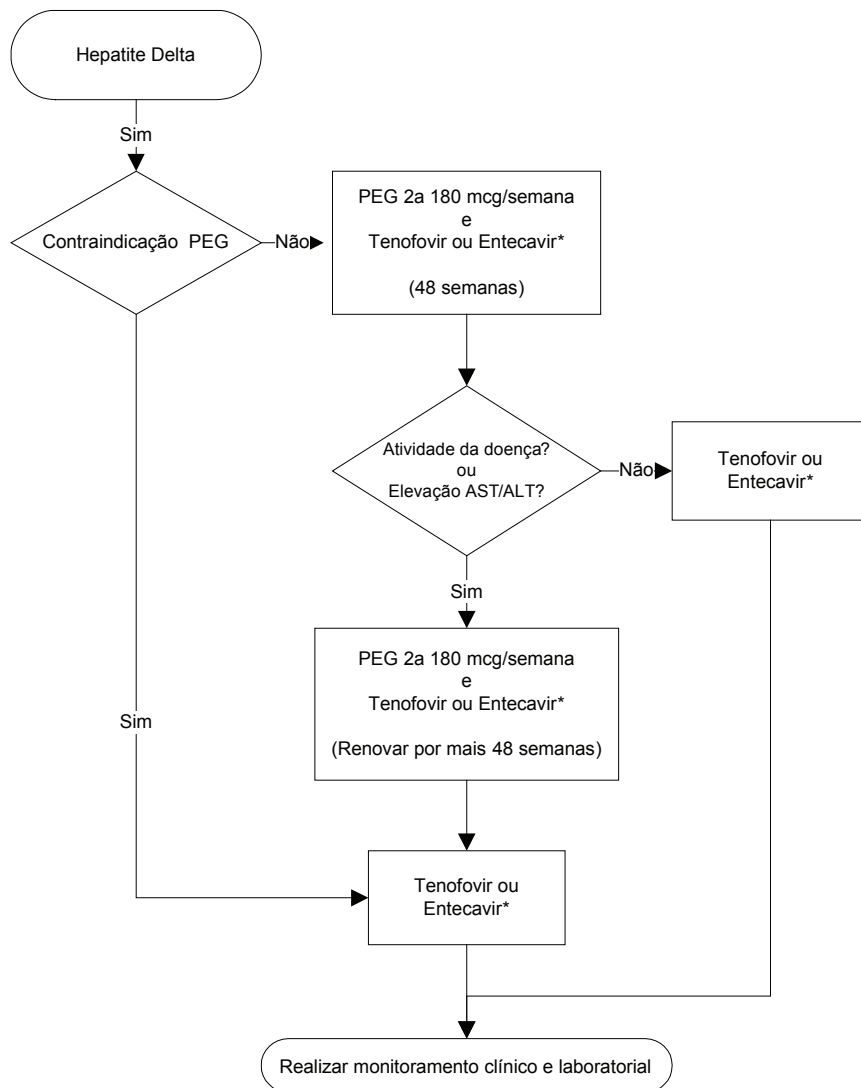 Hepatite Delta
Sim
Contraindicação PEG
Não
PEG 2a 180 mcg/semana
e
Tenofovir ou Entecavir*
(48 semanas)
Atividade da doença?
ou
Elevação AST/ALT?
Não
Tenofovir ou
Entecavir*
Sim
PEG 2a 180 mcg/semana
e
Tenofovir ou Entecavir*
(Renovar por mais 48 semanas)
Sim
Tenofovir ou
Entecavir*
Realizar monitoramento clínico e laboratorial